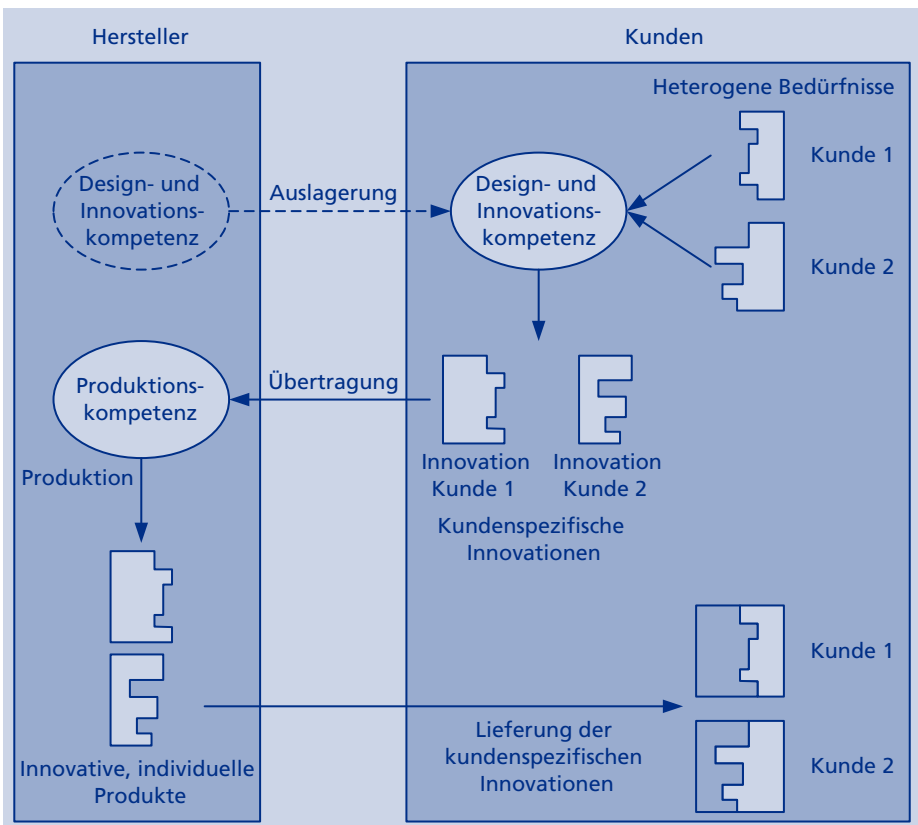 Hersteller
Kunden
Heterogene Bedürfnisse
Kunde 1
Design- und
Innovations-
kompetenz
Auslagerung
Design- und
Innovations-
kompetenz
Kunde 2
Produktions-
kompetenz
Übertragung
Innovation
Kunde 1
Innovation
Kunde 2
Produktion
Kundenspezifische
Innovationen
Kunde 1
Lieferung der
kundenspezifischen
Innovationen
Kunde 2
Innovative, individuelle
Produkte